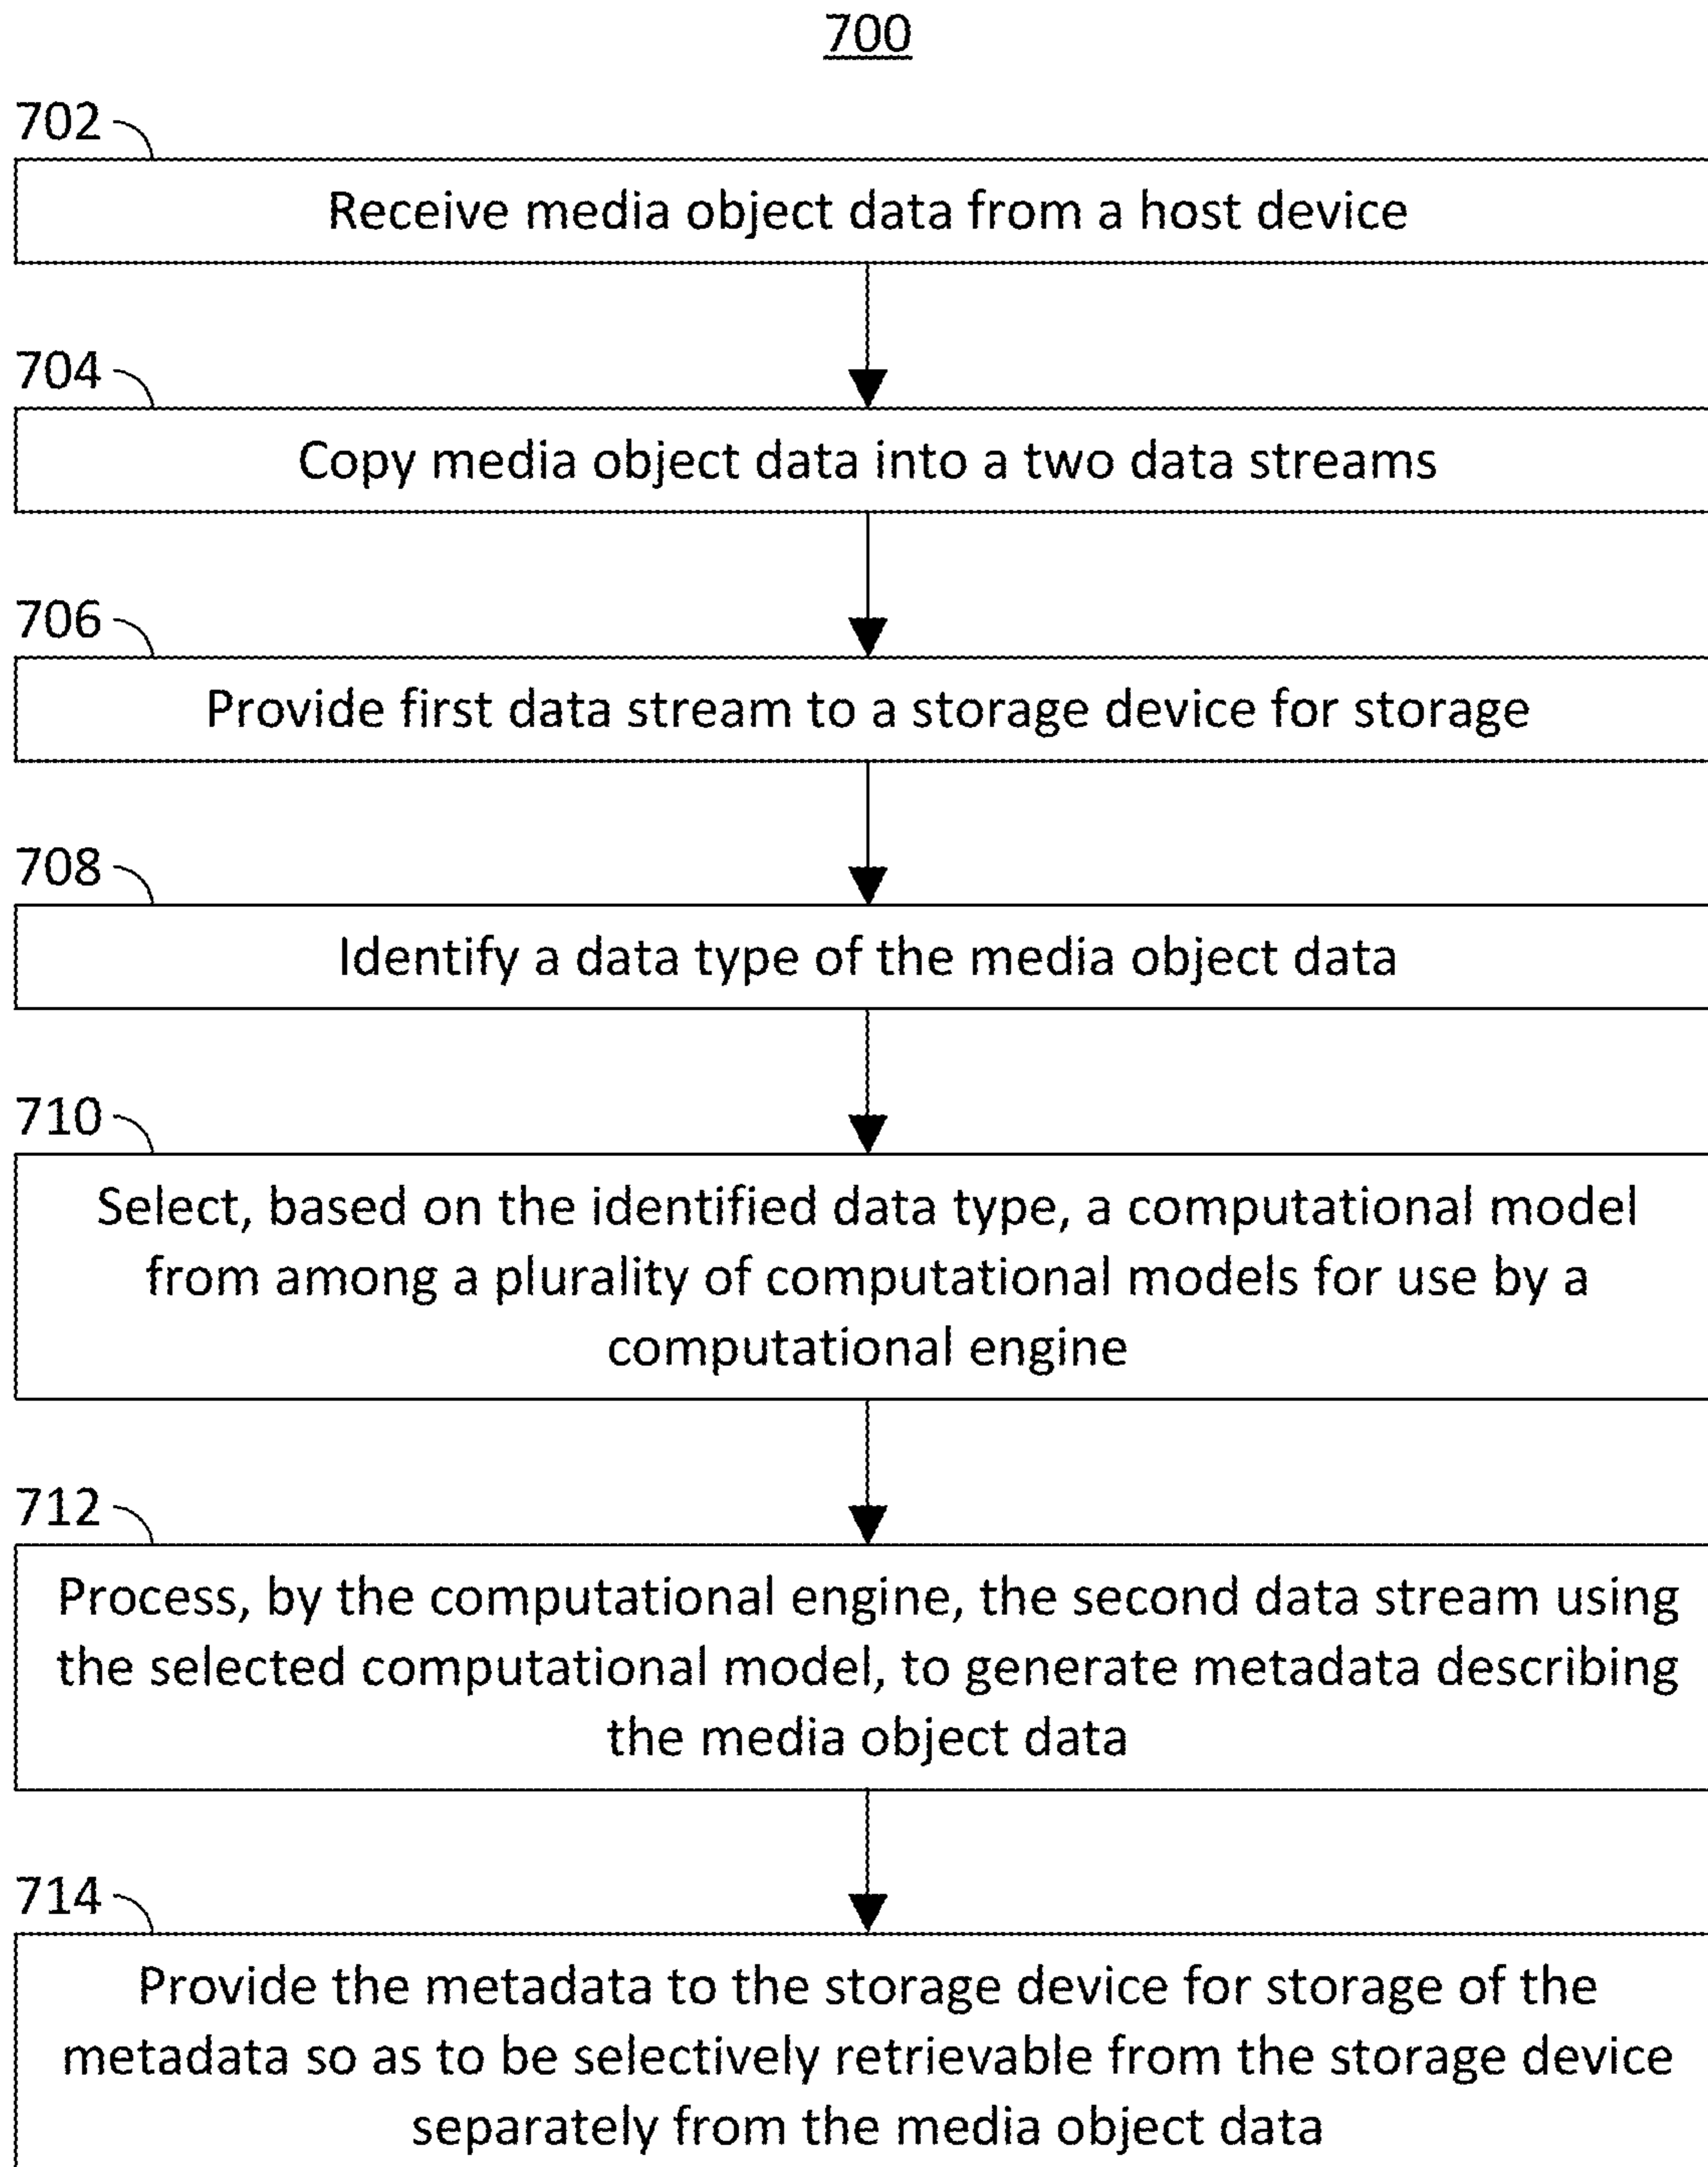 700
702
Receive media object data from a host device
704
Copy media object data into a two data streams
706
Provide first data stream to a storage device for storage
708
Identify a data type of the media object data
710
Select, based on the identified data type, a computational model
from among a plurality of computational models for use by a
computational engine
712
Process, by the computational engine, the second data stream using
the selected computational model, to generate metadata describing
the media object data
714
Provide the metadata to the storage device for storage of the
metadata so as to be selectively retrievable from the storage device
separately from the media object data